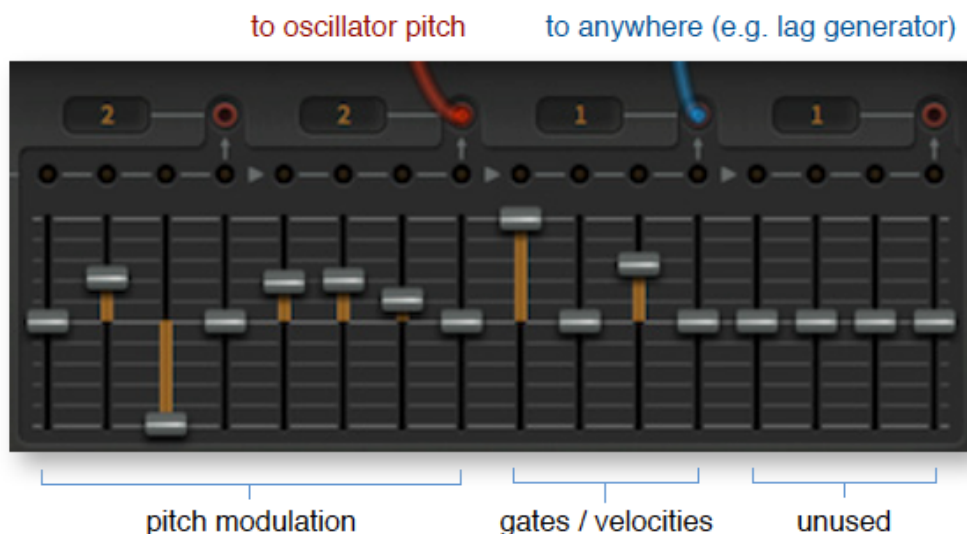 to oscillator pitch
to anywhere (e.g. lag generator)
2
2
1
1
pitch modulation
gates / velocities
unused